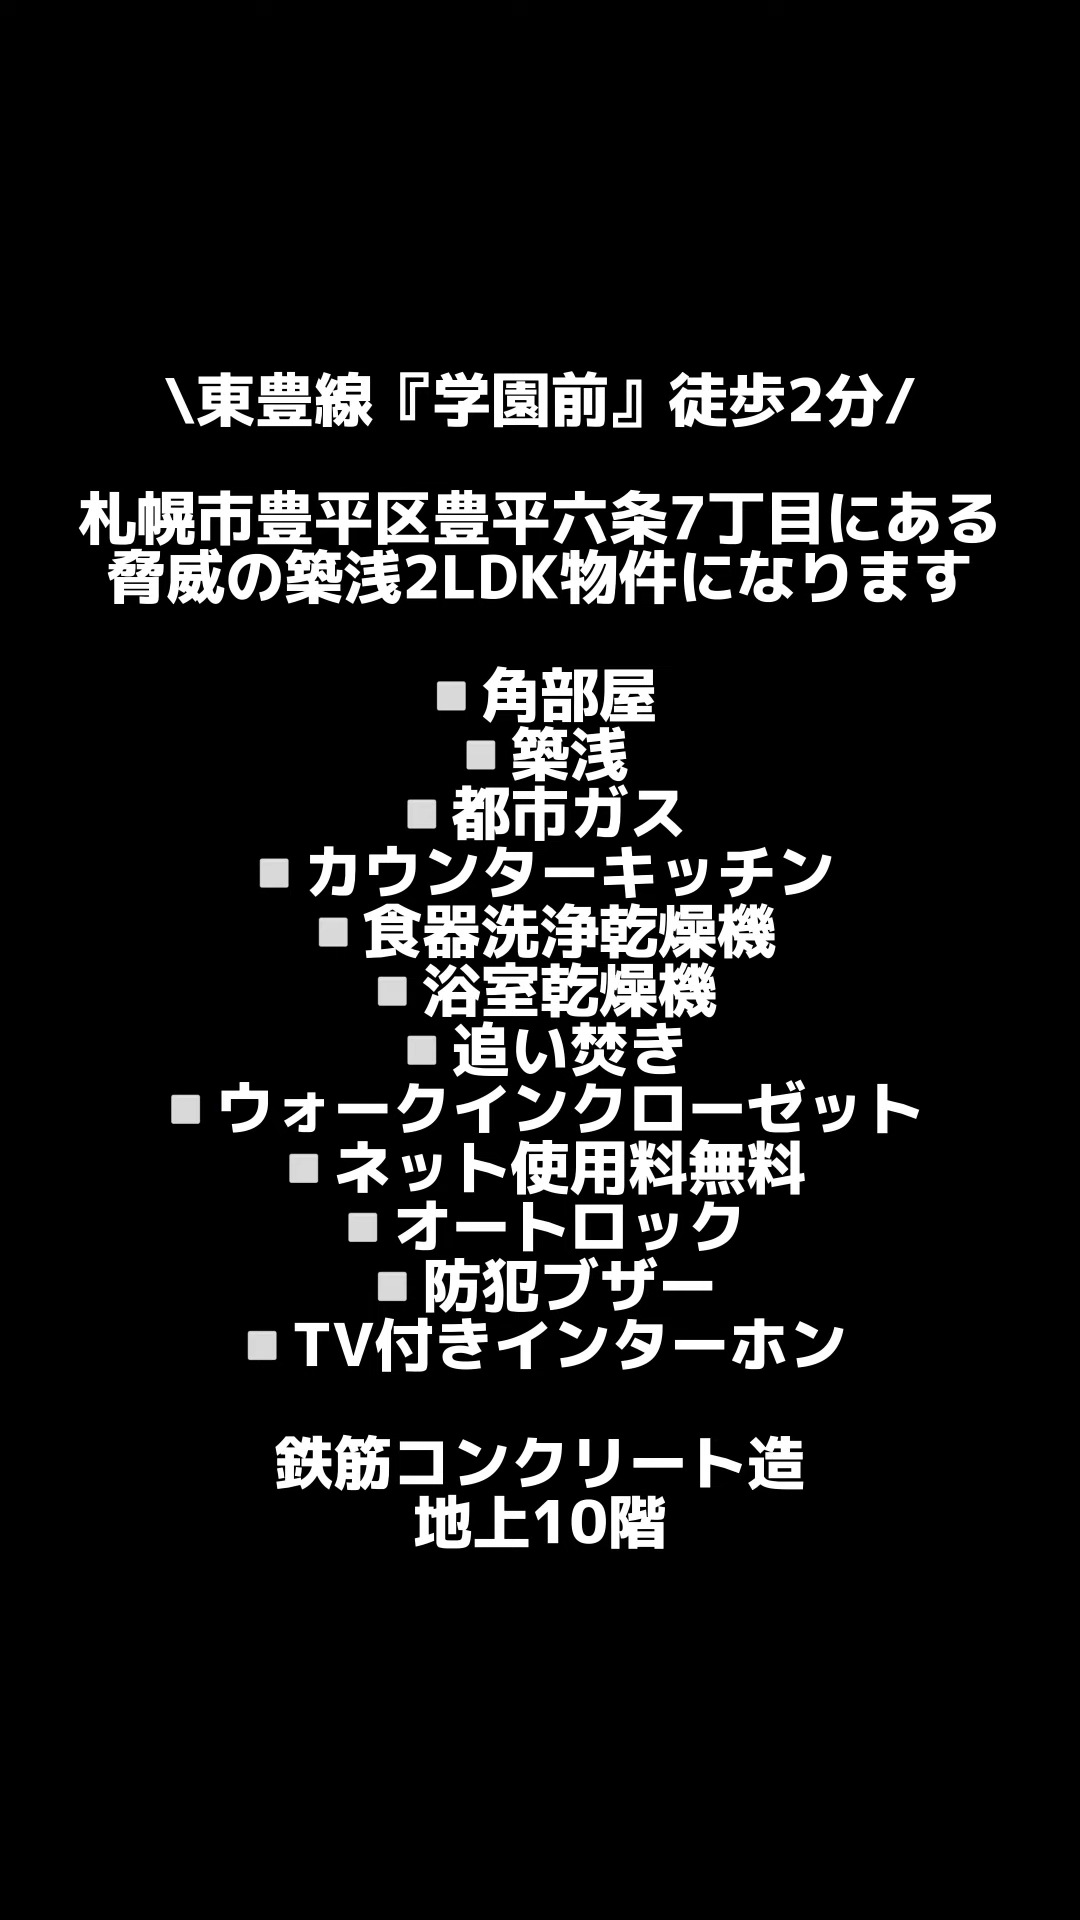 \東豊線『学園前』徒歩2分/
札幌市豊平区豊平六条7丁目にある
脅威の築浅2LDK物件になります
◽角部屋
◽築浅
◽都市ガス
◽カウンターキッチン
◽食器洗浄乾燥機
◽浴室乾燥機
◽追い焚き
◽ウォークインクローゼット
◽ネット使用料無料
◽オートロック
◽防犯ブザー
◽TV付きインターホン
鉄筋コンクリート造
地上10階